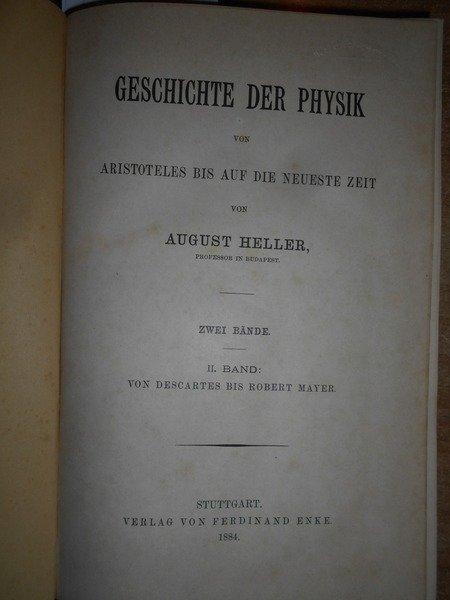 GESCHICHTE DER PHYSIK
VON
ARISTOTELES BIS AUF DIE NEUESTE ZEIT
VON
AUGUST HELLER,
PROFESSOR IN BUDAPEST.
ZWEI BÄNDE.
II. BAND:
VON DESCARTES BIS ROBERT MAYER.
STUTTGART.
VERLAG VON FERDINAND ENKE.
1884.